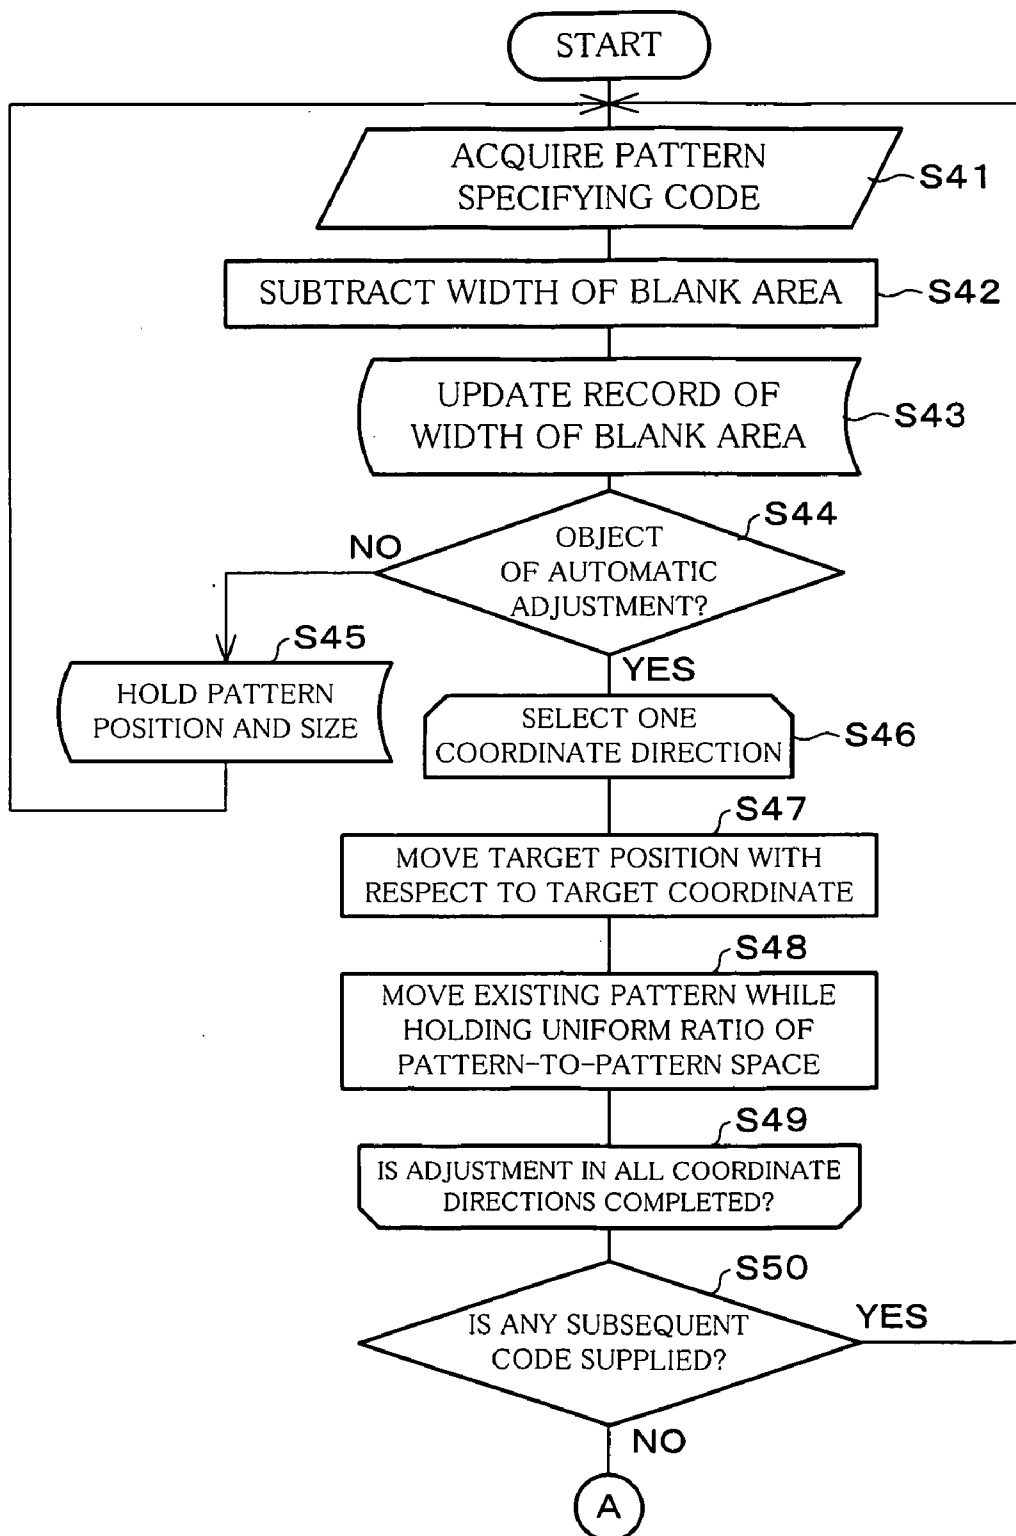 START
ACQUIRE PATTERN
SPECIFYING CODE
S41
SUBTRACT WIDTH OF BLANK AREA
S42
UPDATE RECORD OF
WIDTH OF BLANK AREA
S43
S44
OBJECT
OF AUTOMATIC
ADJUSTMENT?
NO
YES
S45
HOLD PATTERN
POSITION AND SIZE
SELECT ONE
COORDINATE DIRECTION
S46
S47
MOVE TARGET POSITION WITH
RESPECT TO TARGET COORDINATE
S48
MOVE EXISTING PATTERN WHILE
HOLDING UNIFORM RATIO OF
PATTERN-TO-PATTERN SPACE
S49
IS ADJUSTMENT IN ALL COORDINATE
DIRECTIONS COMPLETED?
S50
IS ANY SUBSEQUENT
CODE SUPPLIED?
YES
NO
A